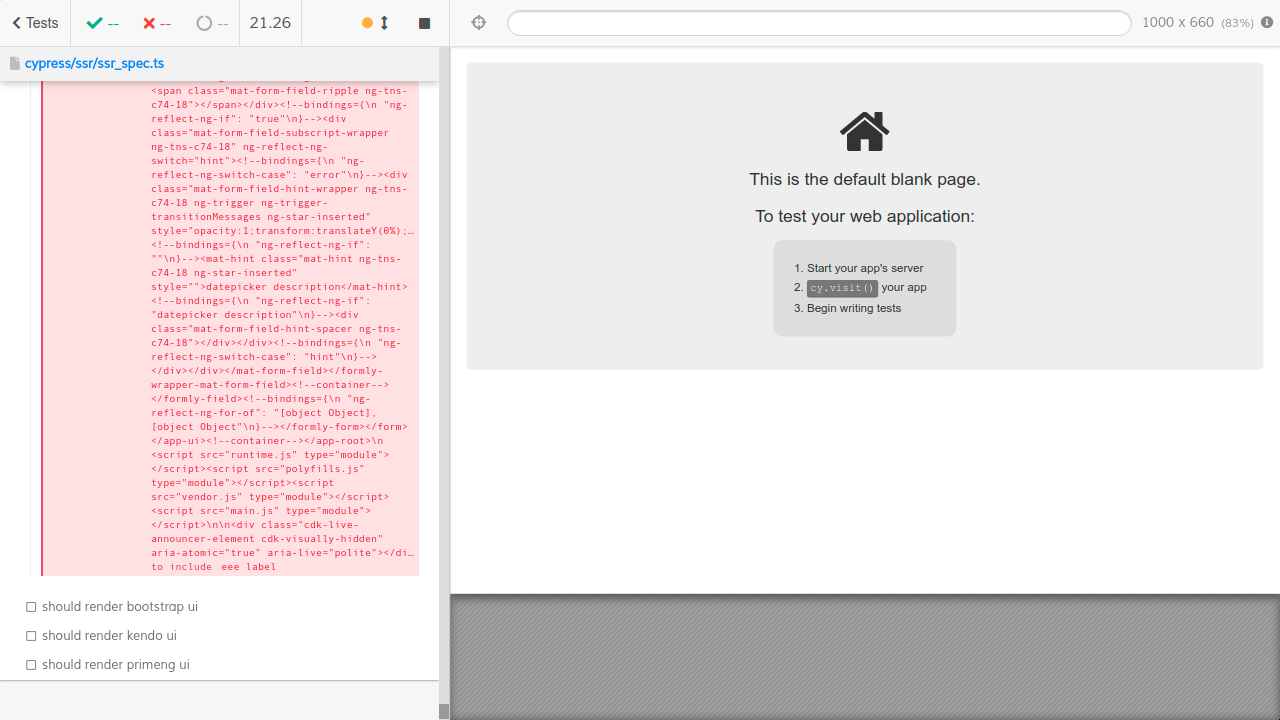 Tests
--
--
--
21.26
1000 x 660 (83%)
cypress/ssr/ssr_spec.ts
<span class="mat-form-field-ripple ng-tns-
c74-18"></span></div><!--bindings={\n "ng-
reflect-ng-if": "true"\n}--><div
class="mat-form-field-subscript-wrapper
ng-tns-c74-18" ng-reflect-ng-
switch="hint"><!--bindings={\n "ng-
reflect-ng-switch-case": "error"\n}--><div
class="mat-form-field-hint-wrapper ng-tns-
c74-18 ng-trigger ng-trigger-
transitionMessages ng-star-inserted"
style="opacity:1;transform:translateY(0%);…
<!--bindings={\n "ng-reflect-ng-if":
""\n}--><mat-hint class="mat-hint ng-tns-
c74-18 ng-star-inserted"
style="">datepicker description</mat-hint>
<!--bindings={\n "ng-reflect-ng-if":
"datepicker description"\n}--><div
class="mat-form-field-hint-spacer ng-tns-
c74-18"></div></div><!--bindings={\n "ng-
reflect-ng-switch-case": "hint"\n}-->
</div></div></mat-form-field></formly-
wrapper-mat-form-field><!--container-->
</formly-field><!--bindings={\n "ng-
reflect-ng-for-of": "[object Object],
[object Object"\n}--></formly-form></form>
</app-ui><!--container--></app-root>\n
<script src="runtime.js" type="module">
</script><script src="polyfills.js"
type="module"></script><script
src="vendor.js" type="module"></script>
<script src="main.js" type="module">
</script>\n\n<div class="cdk-live-
announcer-element cdk-visually-hidden"
aria-atomic="true" aria-live="polite"></di…
to include eee label
should render bootstrap ui
should render kendo ui
should render primeng ui
This is the default blank page.
To test your web application:
1. Start your app's server
2. cy.visit() your app
3. Begin writing tests